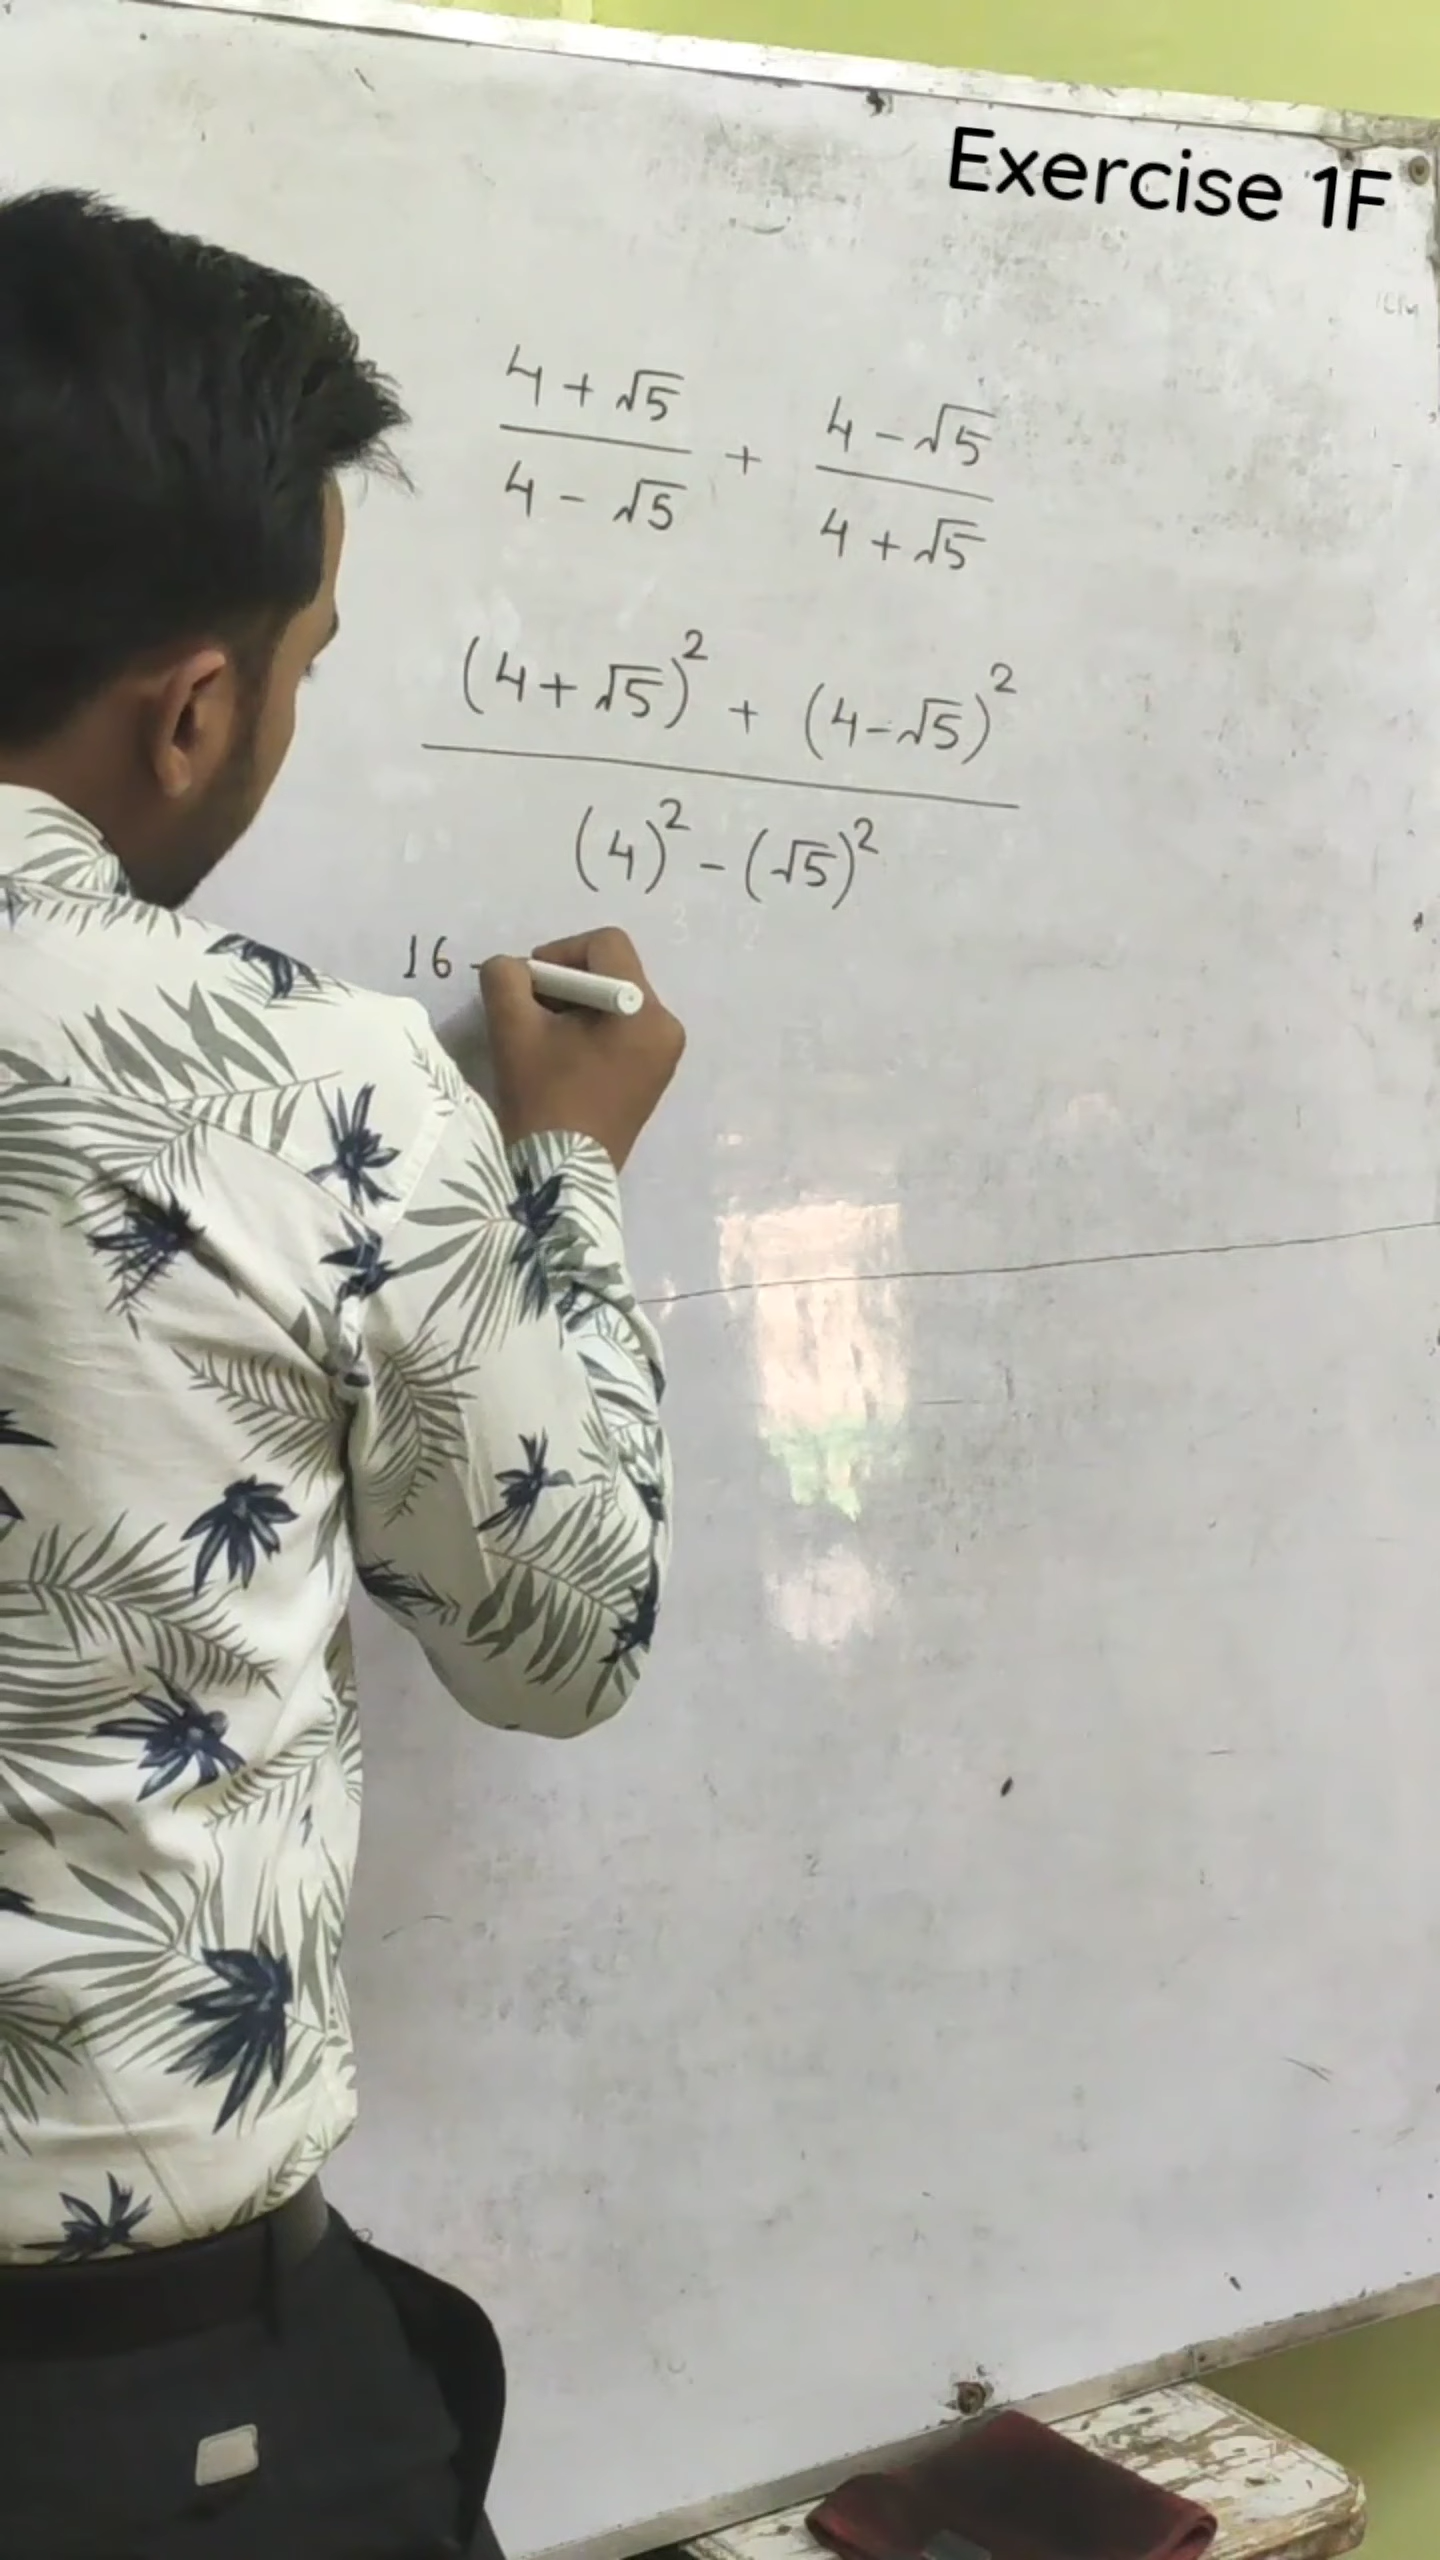 Exercise 1F
4 + √5 / 4 - √5 + 4 - √5 / 4 + √5
(4 + √5)² + (4 - √5)² / (4)² - (√5)²
16